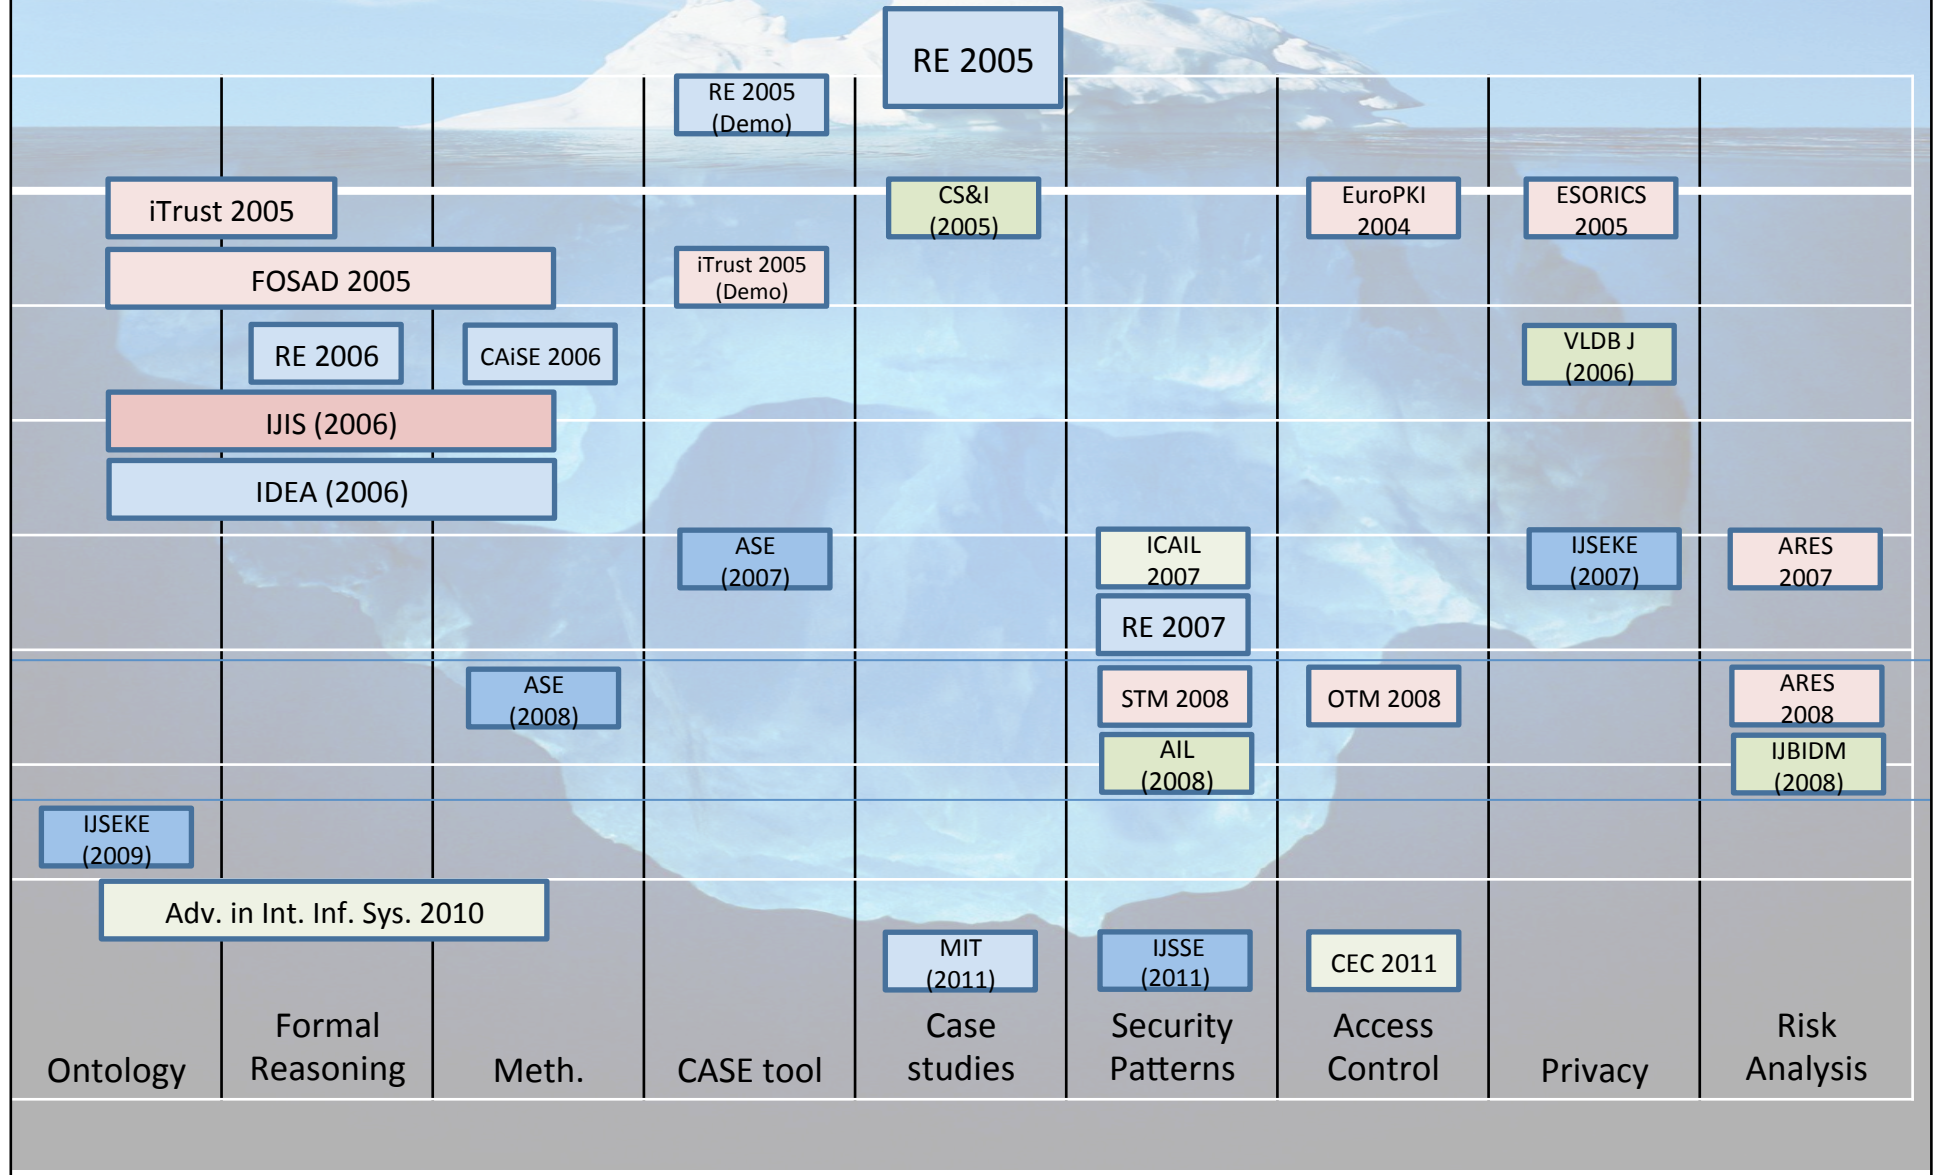 RE 2005
RE 2005
(Demo)
iTrust 2005
CS&I
(2005)
EuroPKI
2004
ESORICS
2005
FOSAD 2005
iTrust 2005
(Demo)
RE 2006
CAiSE 2006
VLDB J
(2006)
IJIS (2006)
IDEA (2006)
ASE
(2007)
ICAIL
2007
IJSEKE
(2007)
ARES
2007
RE 2007
ASE
(2008)
STM 2008
OTM 2008
ARES
2008
AIL
(2008)
IJBIDM
(2008)
IJSEKE
(2009)
Adv. in Int. Inf. Sys. 2010
MIT
(2011)
IJSSE
(2011)
CEC 2011
Ontology
Formal
Reasoning
Meth.
CASE tool
Case
studies
Security
Patterns
Access
Control
Privacy
Risk
Analysis